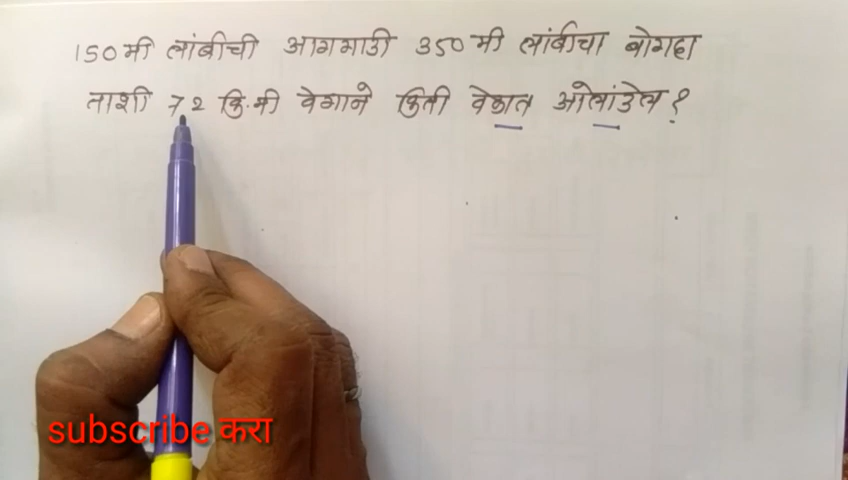 150 मी लांबीची आगगाडी 350 मी लांबीचा बोगदा
ताशी 72 कि.मी वेगाने किती वेळात ओलांडेल ?
subscribe करा